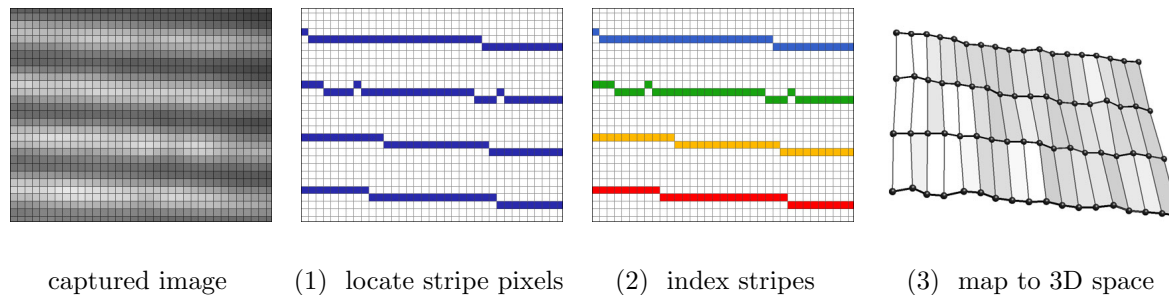 captured image (1) locate stripe pixels (2) index stripes (3) map to 3D space